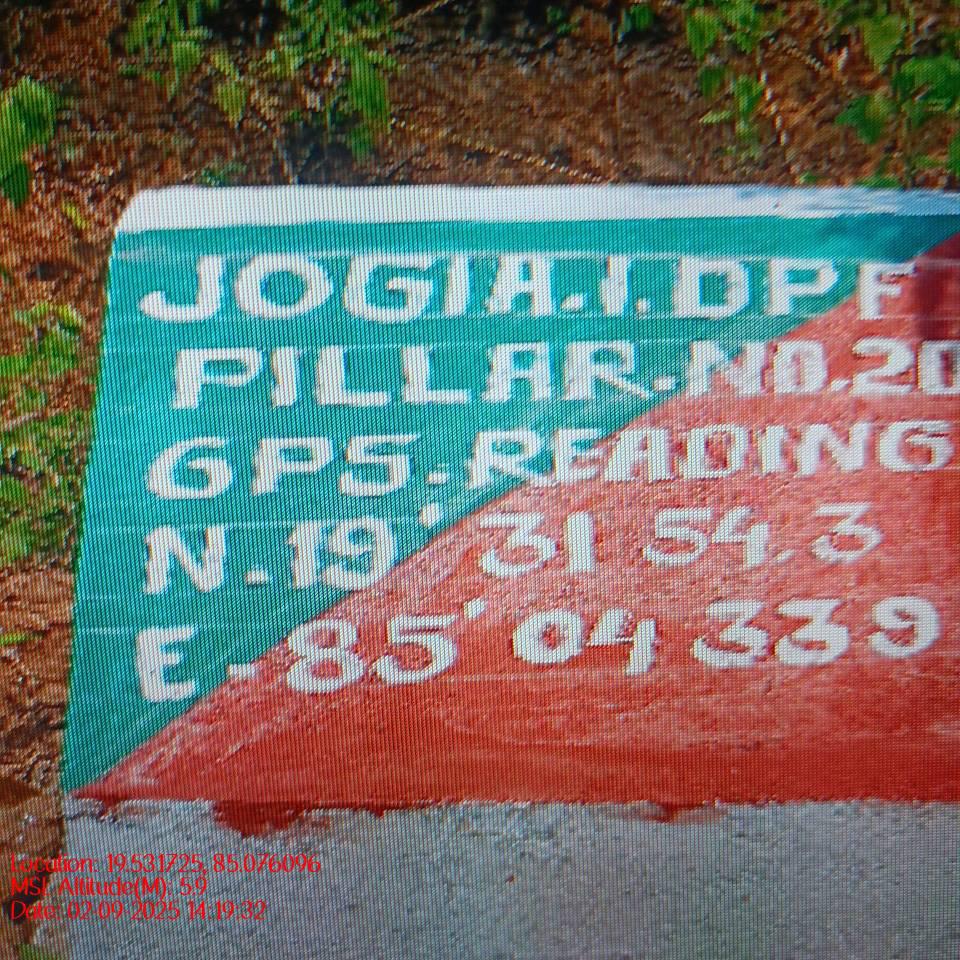 JOGIA.I.DPF
PILLAR.NO.20
GPS.READING
N.19' 31 54.3
E-85' 04 339
Location: 19.531725, 85.076096
MSL Altitude(M): 5.9
Date: 02-09-2025 14:19:32